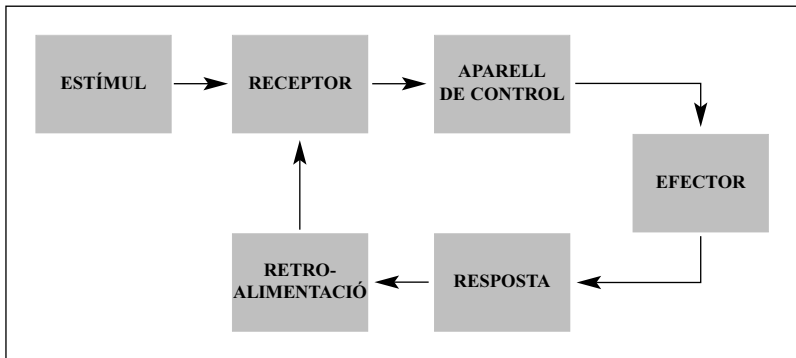 ESTÍMUL
RECEPTOR
APARELL
DE CONTROL
EFECTOR
RESPOSTA
RETRO-
ALIMENTACIÓ